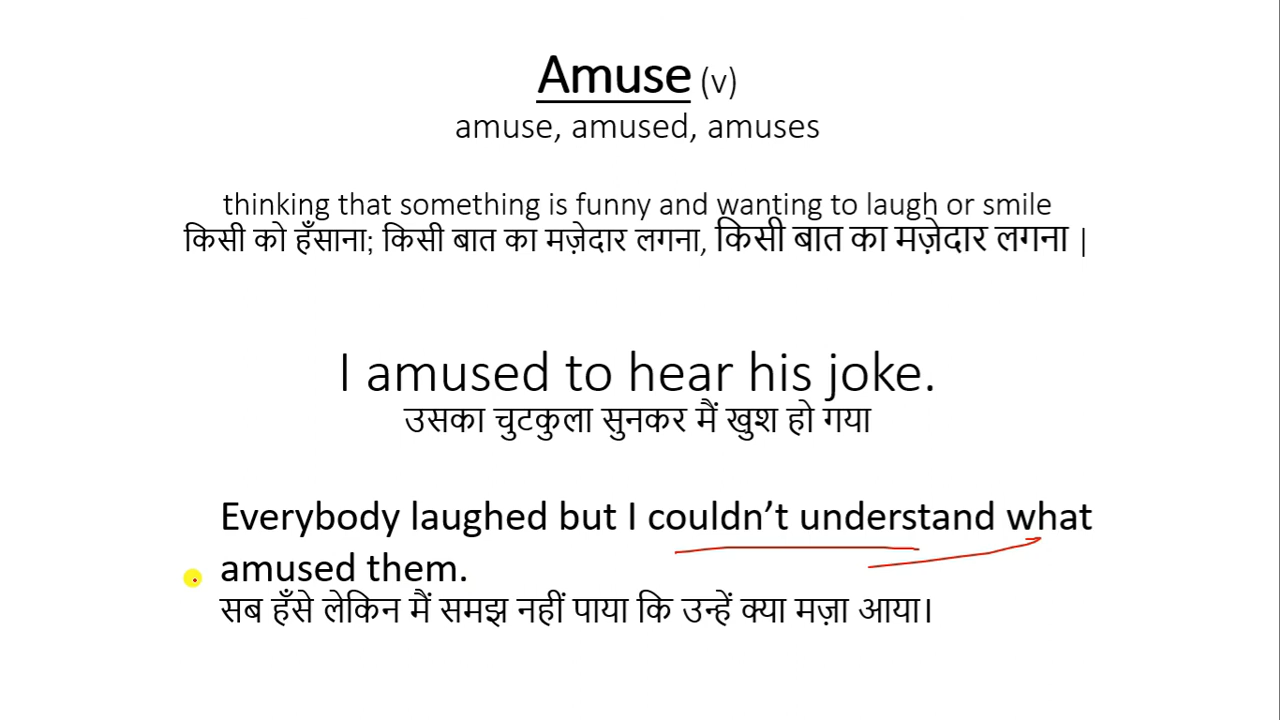 Amuse (v)
amuse, amused, amuses
thinking that something is funny and wanting to laugh or smile
किसी को हँसाना; किसी बात का मज़ेदार लगना, किसी बात का मज़ेदार लगना |
I amused to hear his joke.
उसका चुटकुला सुनकर मैं खुश हो गया
Everybody laughed but I couldn’t understand what
amused them.
सब हँसे लेकिन मैं समझ नहीं पाया कि उन्हें क्या मज़ा आया।